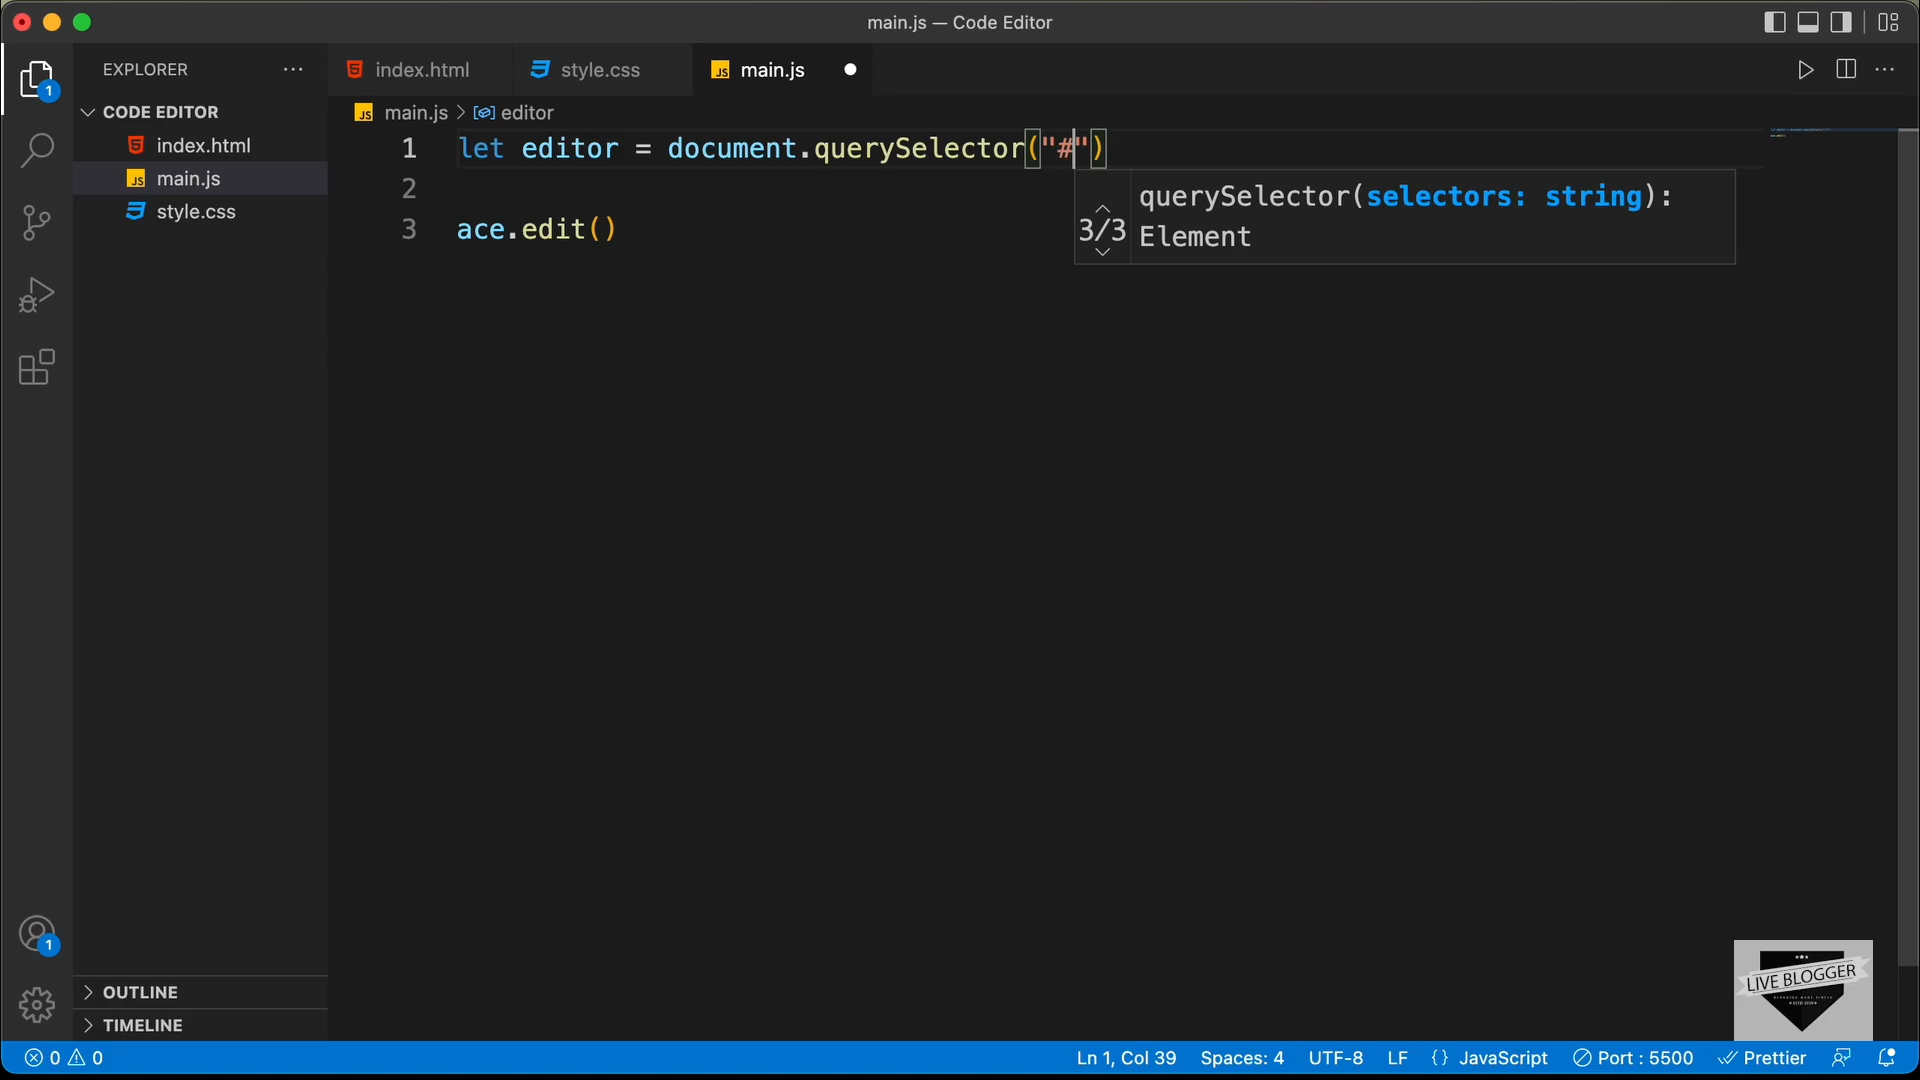 main.js — Code Editor
EXPLORER
CODE EDITOR
index.html
main.js
style.css
index.html
style.css
main.js
main.js > editor
1 let editor = document.querySelector("#")
2
3 ace.edit()
3/3
querySelector(selectors: string):
Element
1
1
OUTLINE
TIMELINE
LIVE BLOGGER
0 0
Ln 1, Col 39
Spaces: 4
UTF-8
LF
{} JavaScript
Port : 5500
Prettier